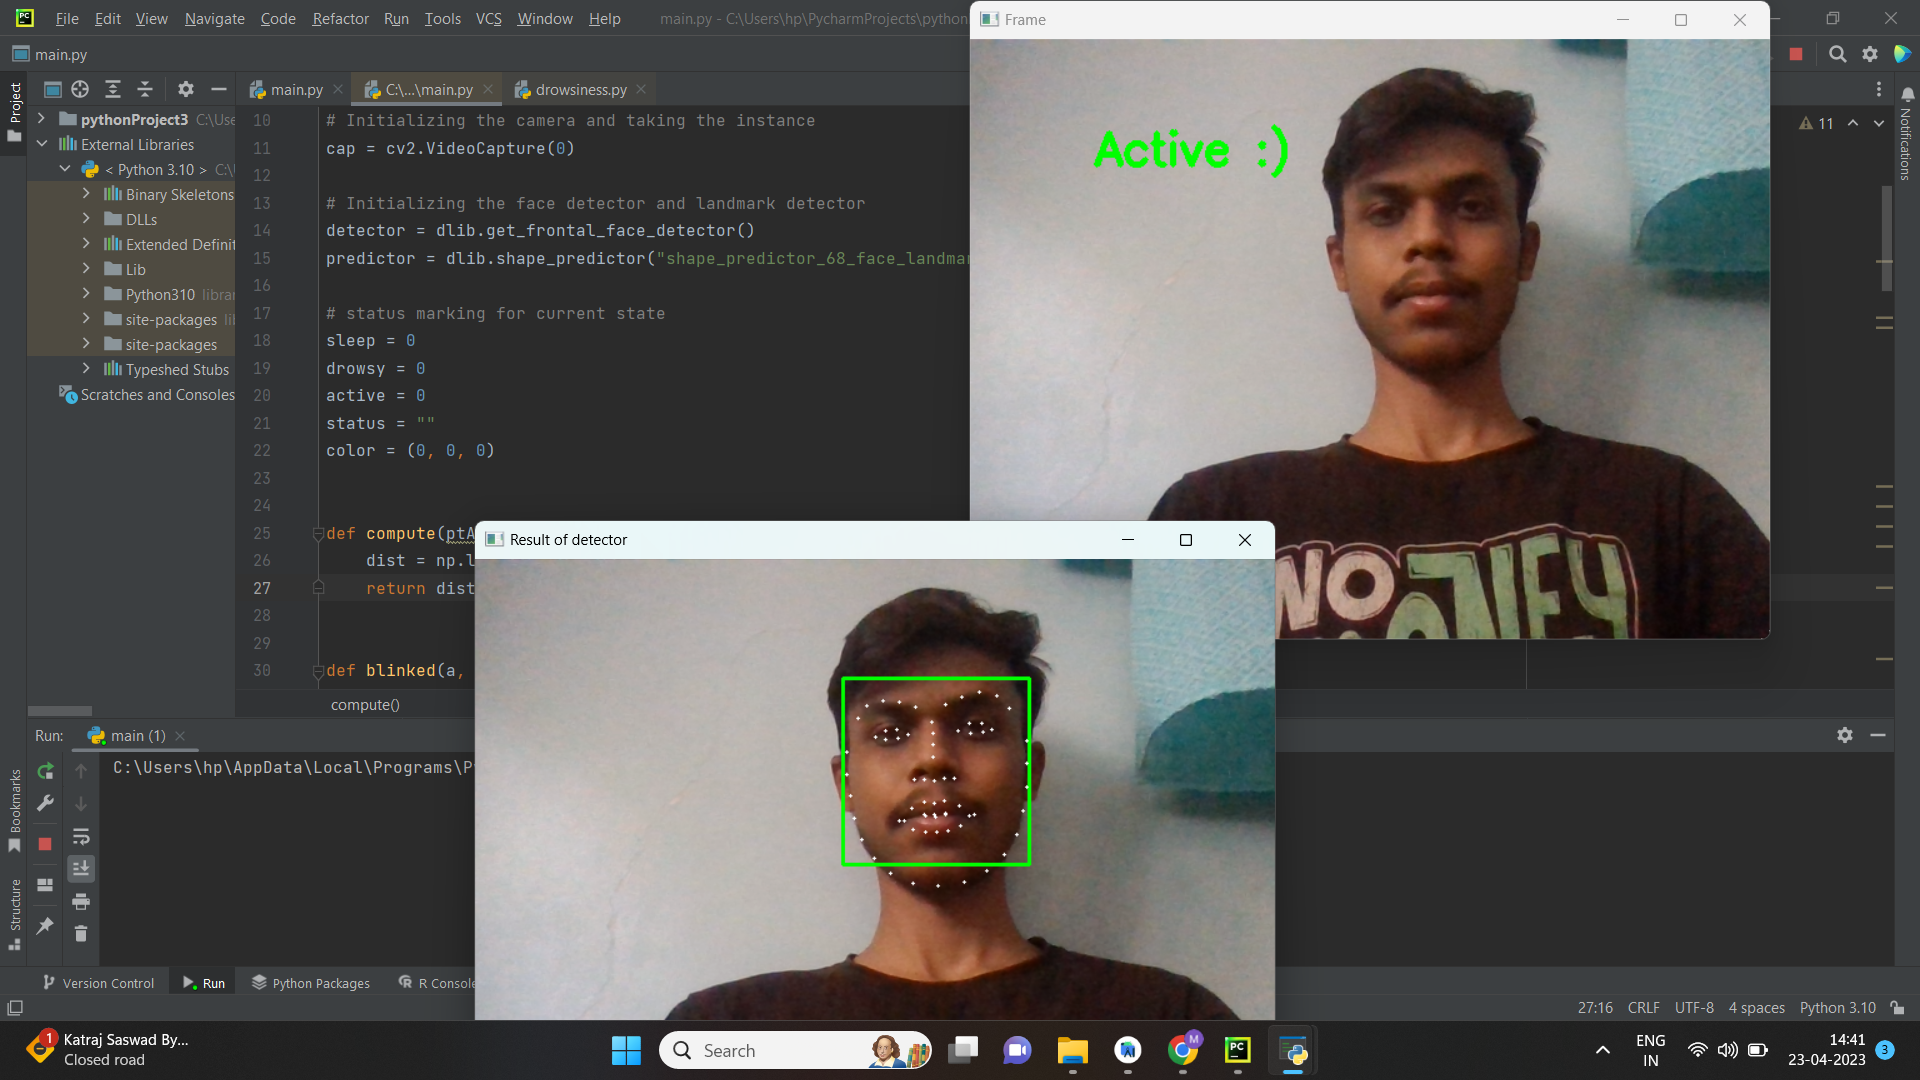 File Edit View Navigate Code Refactor Run Tools VCS Window Help main.py - C:\Users\hp\PycharmProjects\python
main.py
Project
main.py
C:\...\main.py
drowsiness.py
pythonProject3 C:\Use
External Libraries
< Python 3.10 > C:\
Binary Skeletons
DLLs
Extended Definit
Lib
Python310 librar
site-packages lib
site-packages
Typeshed Stubs
Scratches and Consoles
10 # Initializing the camera and taking the instance
11 cap = cv2.VideoCapture(0)
12
13 # Initializing the face detector and landmark detector
14 detector = dlib.get_frontal_face_detector()
15 predictor = dlib.shape_predictor("shape_predictor_68_face_landmar
16
17 # status marking for current state
18 sleep = 0
19 drowsy = 0
20 active = 0
21 status = ""
22 color = (0, 0, 0)
23
24
25 def compute(ptA
26 dist = np.l
27 return dist
28
29
30 def blinked(a,
compute()
11
Notifications
Frame
Active :)
NO
Result of detector
Run: main (1)
C:\Users\hp\AppData\Local\Programs\P
Bookmarks
Structure
Version Control Run Python Packages R Console
27:16 CRLF UTF-8 4 spaces Python 3.10
1
Katraj Saswad By...
Closed road
Search
M
PC
ENG
IN
14:41
23-04-2023
3